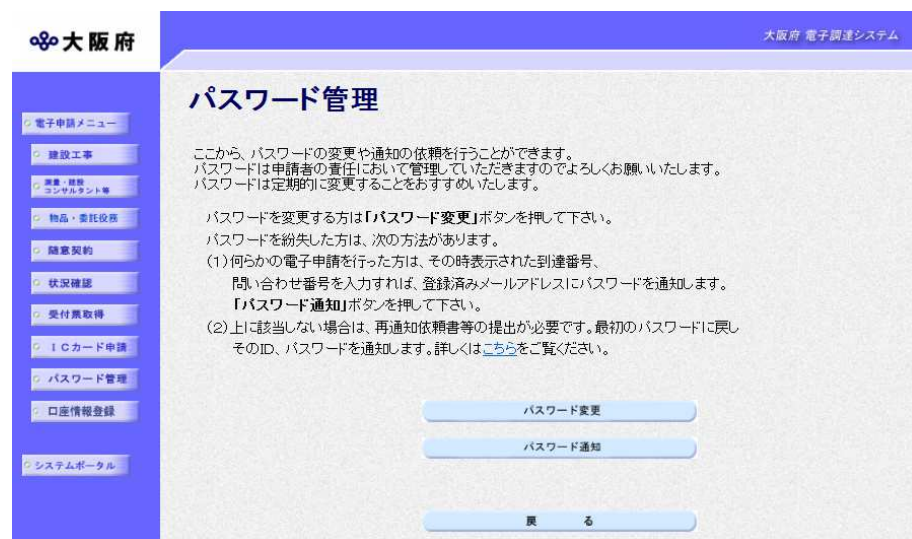 大阪府
大阪府 電子調達システム
電子申請メニュー
建設工事
測量・建設
コンサルタント等
物品・委託役務
随意契約
状況確認
受付票取得
ICカード申請
パスワード管理
口座情報登録
システムポータル
パスワード管理
ここから、パスワードの変更や通知の依頼を行うことができます。
パスワードは申請者の責任において管理していただきますのでよろしくお願いいたします。
パスワードは定期的に変更することをおすすめいたします。
パスワードを変更する方は「パスワード変更」ボタンを押して下さい。
パスワードを紛失した方は、次の方法があります。
(1)何らかの電子申請を行った方は、その時表示された到達番号、
問い合わせ番号を入力すれば、登録済みメールアドレスにパスワードを通知します。
「パスワード通知」ボタンを押して下さい。
(2)上に該当しない場合は、再通知依頼書等の提出が必要です。最初のパスワードに戻し
そのID、パスワードを通知します。詳しくはこちらをご覧ください。
パスワード変更
パスワード通知
戻 る